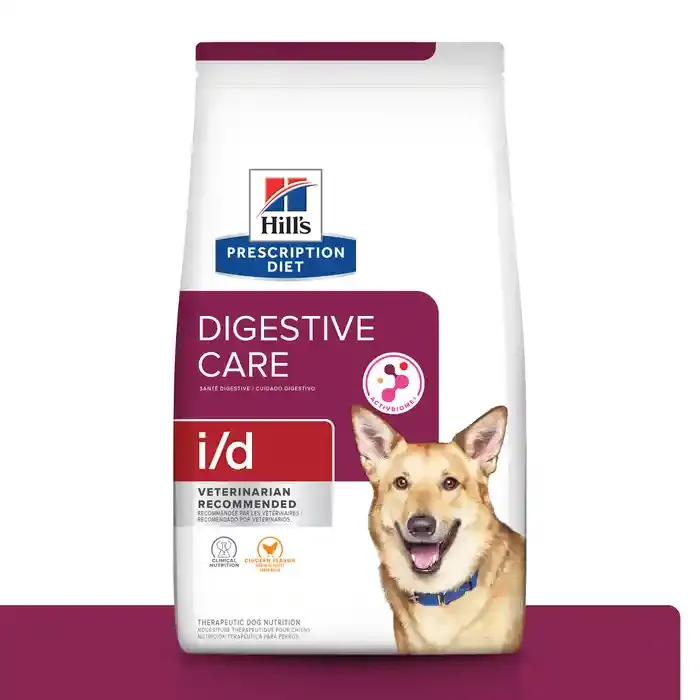 Hill's
PRESCRIPTION
DIET
DIGESTIVE
CARE
SANTÉ DIGESTIVE / CUIDADO DIGESTIVO
ACTIVBIOME+
i/d
VETERINARIAN
RECOMMENDED
RECOMMANDÉE PAR LES VÉTÉRINAIRES /
RECOMENDADO POR VETERINARIOS
CLINICAL
NUTRITION
CHICKEN FLAVOR
THERAPEUTIC DOG NUTRITION
NOURRITURE THÉRAPEUTIQUE POUR CHIENS
NUTRICIÓN TERAPÉUTICA PARA PERROS